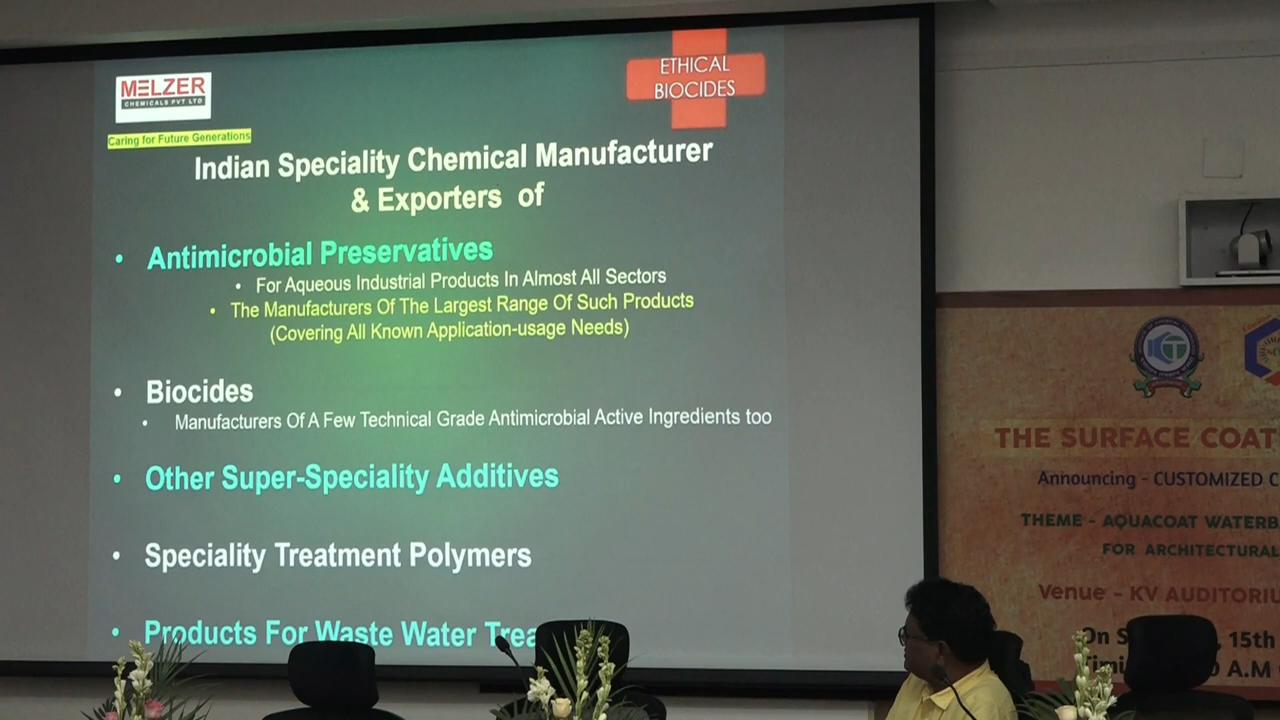 MELZER
CHEMICALS PVT LTD
Caring for Future Generations
ETHICAL
BIOCIDES
Indian Speciality Chemical Manufacturer
& Exporters of
• Antimicrobial Preservatives
• For Aqueous Industrial Products In Almost All Sectors
• The Manufacturers Of The Largest Range Of Such Products
(Covering All Known Application-usage Needs)
• Biocides
• Manufacturers Of A Few Technical Grade Antimicrobial Active Ingredients too
• Other Super-Speciality Additives
• Speciality Treatment Polymers
• Products For Waste Water
THE SURFACE
Announcing - CUSTOMIZED
THEME - AQUACOAT
FOR ARCHITECTURAL
Venue - KV
On 15th
A.M